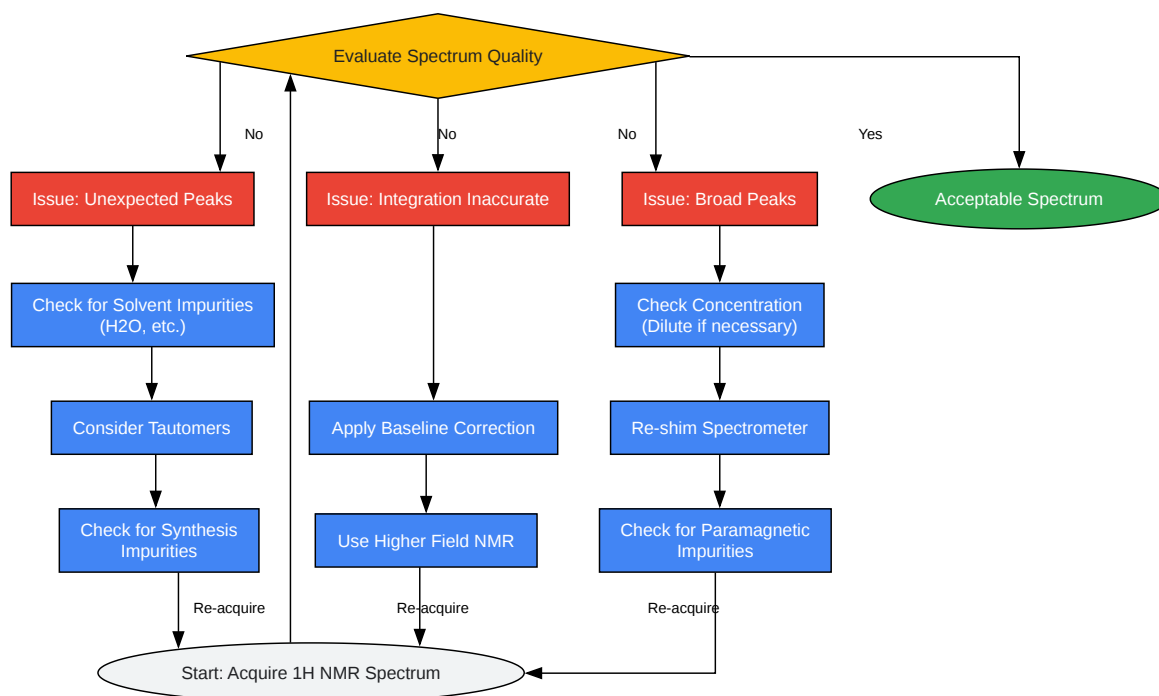 Evaluate Spectrum Quality
No
No
No
Yes
Issue: Unexpected Peaks
Issue: Integration Inaccurate
Issue: Broad Peaks
Acceptable Spectrum
Check for Solvent Impurities
(H2O, etc.)
Check Concentration
(Dilute if necessary)
Consider Tautomers
Apply Baseline Correction
Re-shim Spectrometer
Check for Synthesis
Impurities
Use Higher Field NMR
Check for Paramagnetic
Impurities
Re-acquire
Re-acquire
Re-acquire
Start: Acquire 1H NMR Spectrum